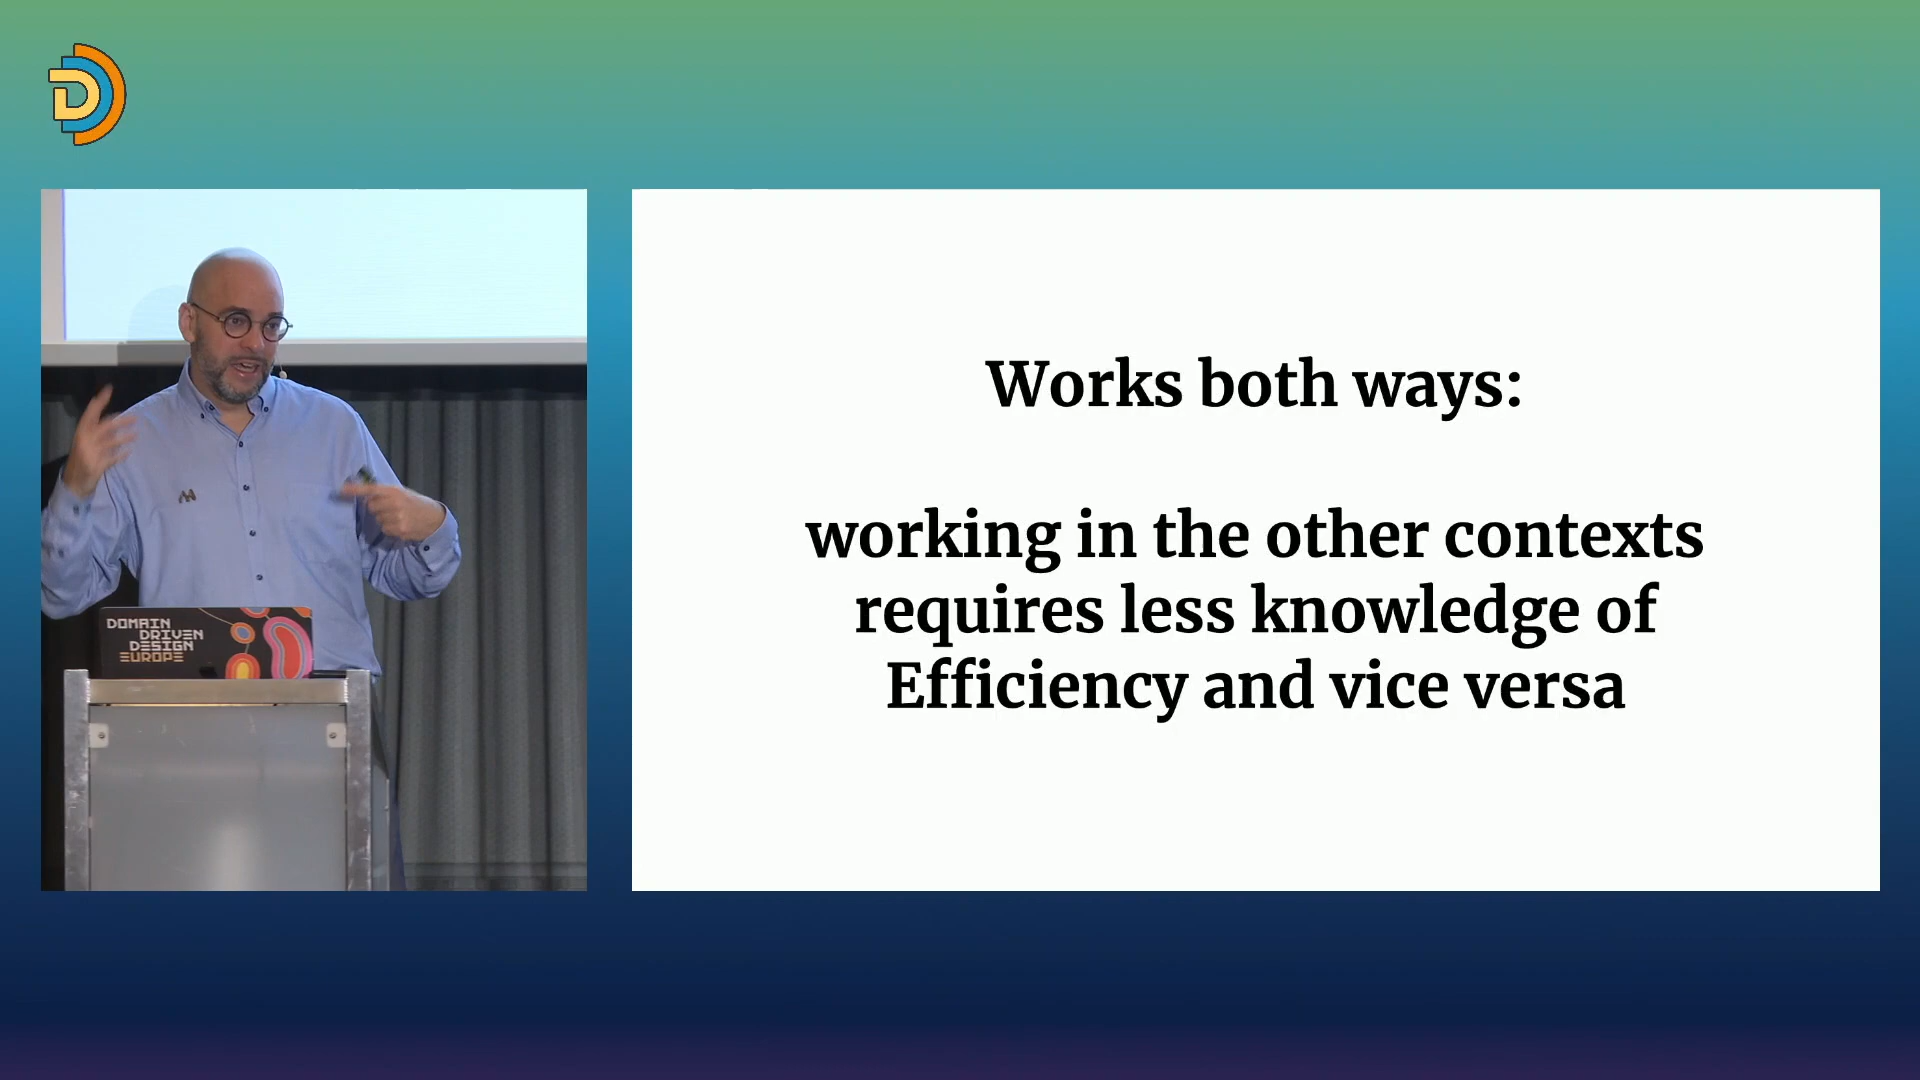 D
DOMAIN
DRIVEN
DESIGN
EUROPE
Works both ways:
working in the other contexts
requires less knowledge of
Efficiency and vice versa